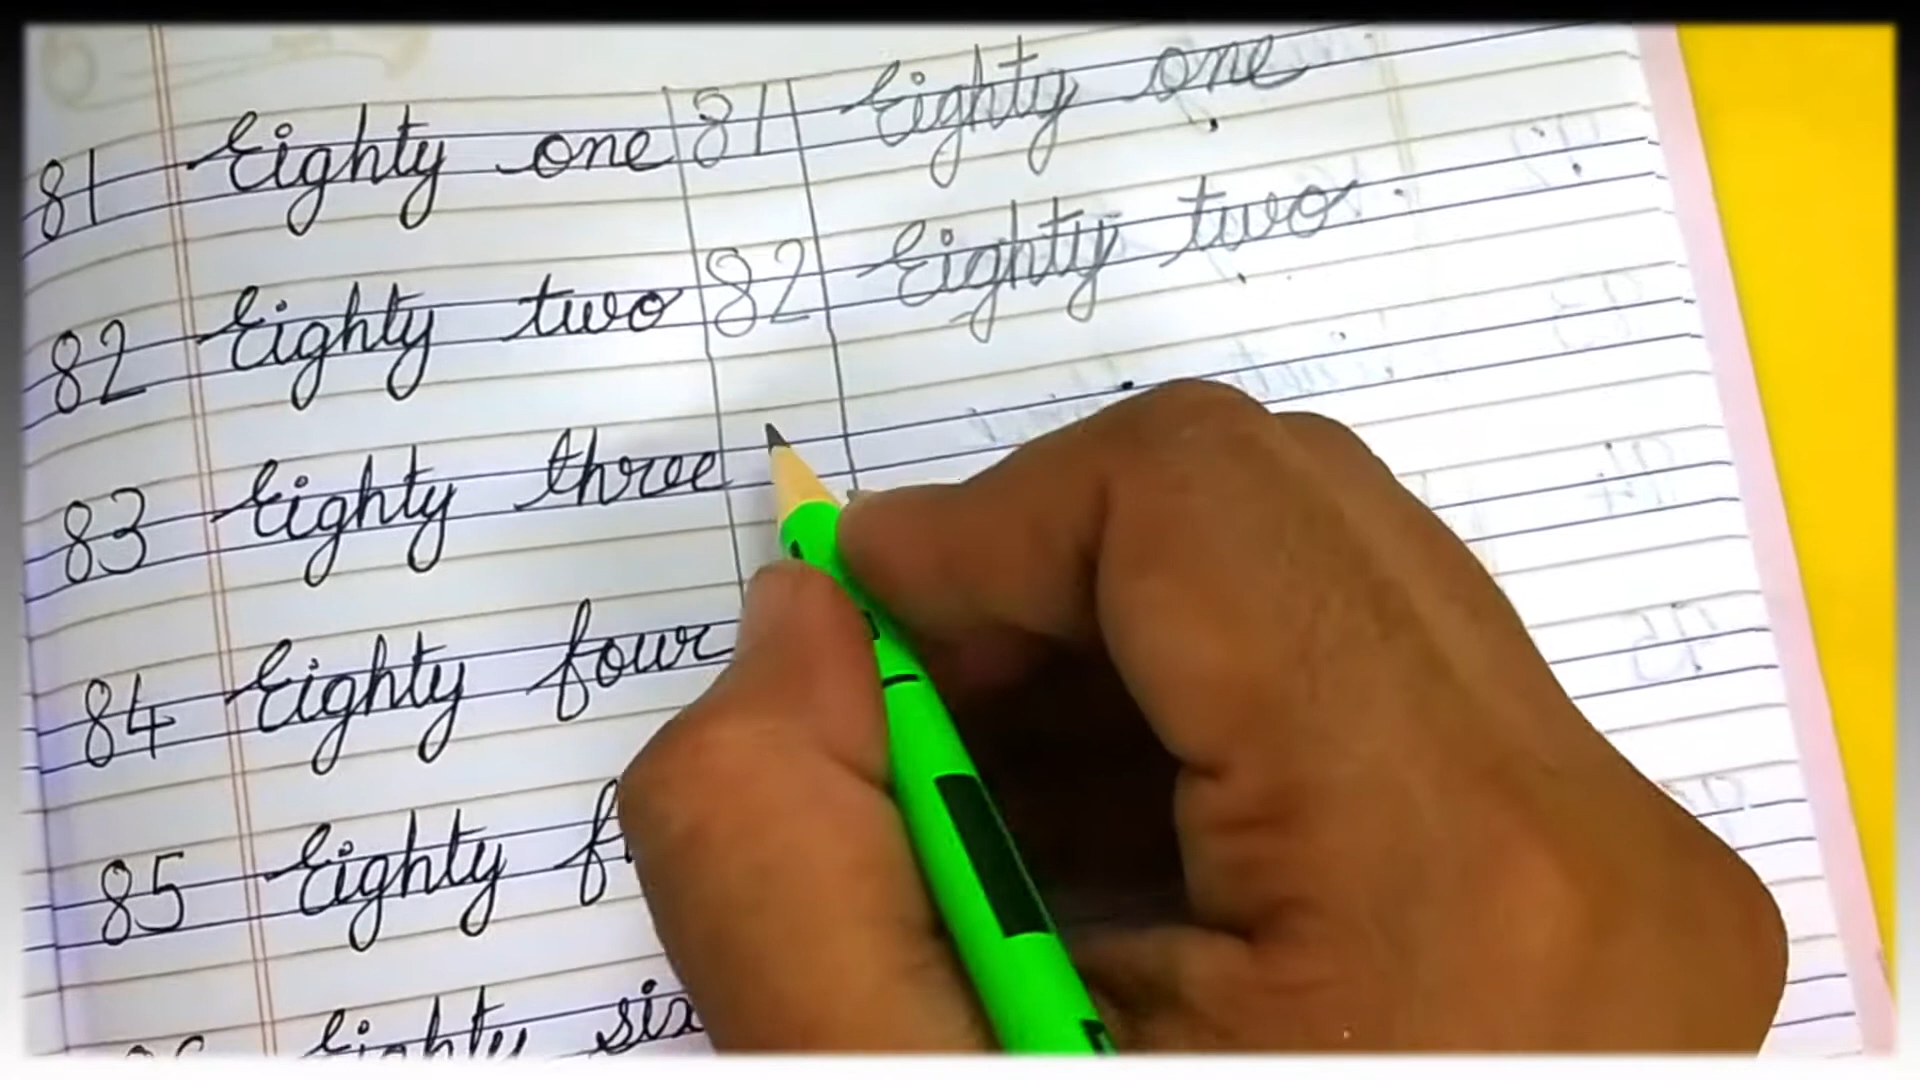 81 Eighty one 81 Eighty one
82 Eighty two 82 Eighty two
83 Eighty three
84 Eighty four
85 Eighty
Eighty six